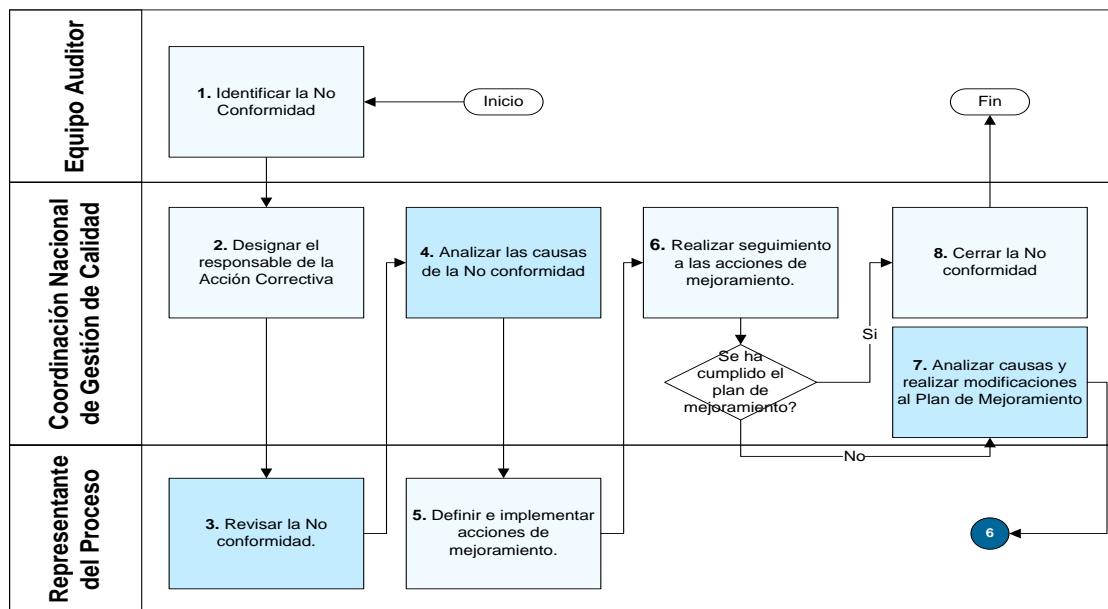 Equipo Auditor
1. Identificar la No
Conformidad
Inicio
Fin
Coordinación Nacional
de Gestión de Calidad
2. Designar el
responsable de la
Acción Correctiva
4. Analizar las causas
de la No conformidad
6. Realizar seguimiento
a las acciones de
mejoramiento.
8. Cerrar la No
conformidad
Si
Se ha
cumplido el
plan de
mejoramiento?
7. Analizar causas y
realizar modificaciones
al Plan de Mejoramiento
No
Representante
del Proceso
3. Revisar la No
conformidad.
5. Definir e implementar
acciones de
mejoramiento.
6